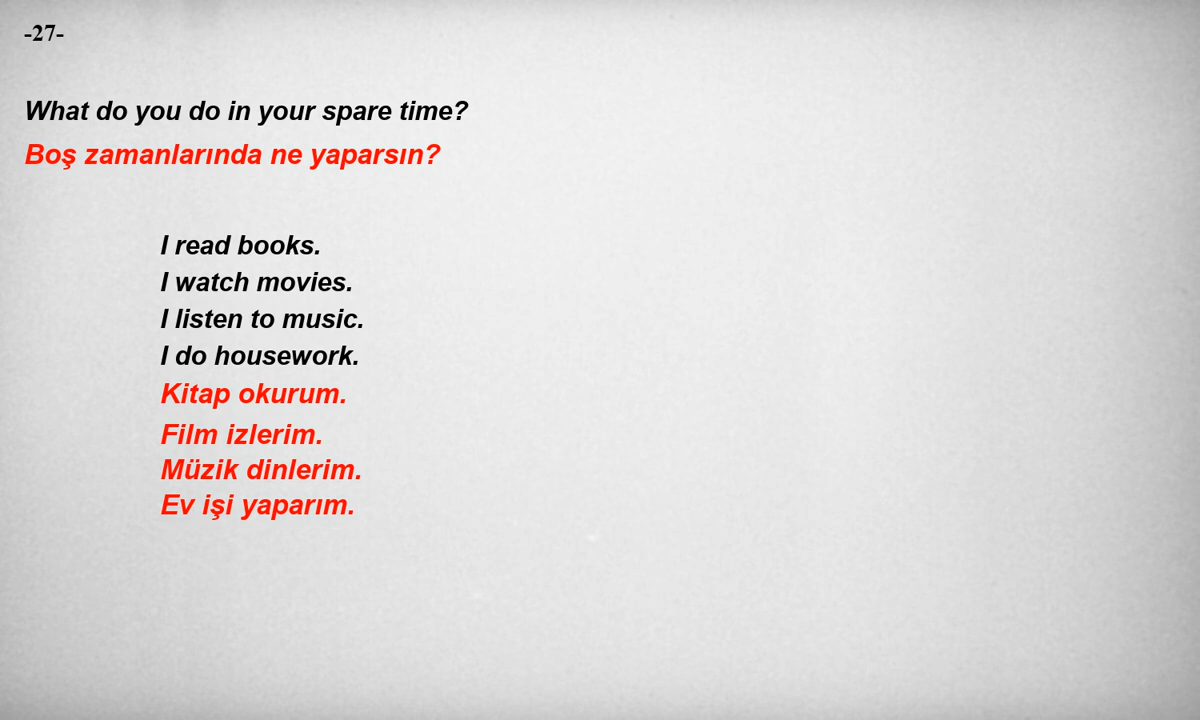 -27-
What do you do in your spare time?
Boş zamanlarında ne yaparsın?
I read books.
I watch movies.
I listen to music.
I do housework.
Kitap okurum.
Film izlerim.
Müzik dinlerim.
Ev işi yaparım.